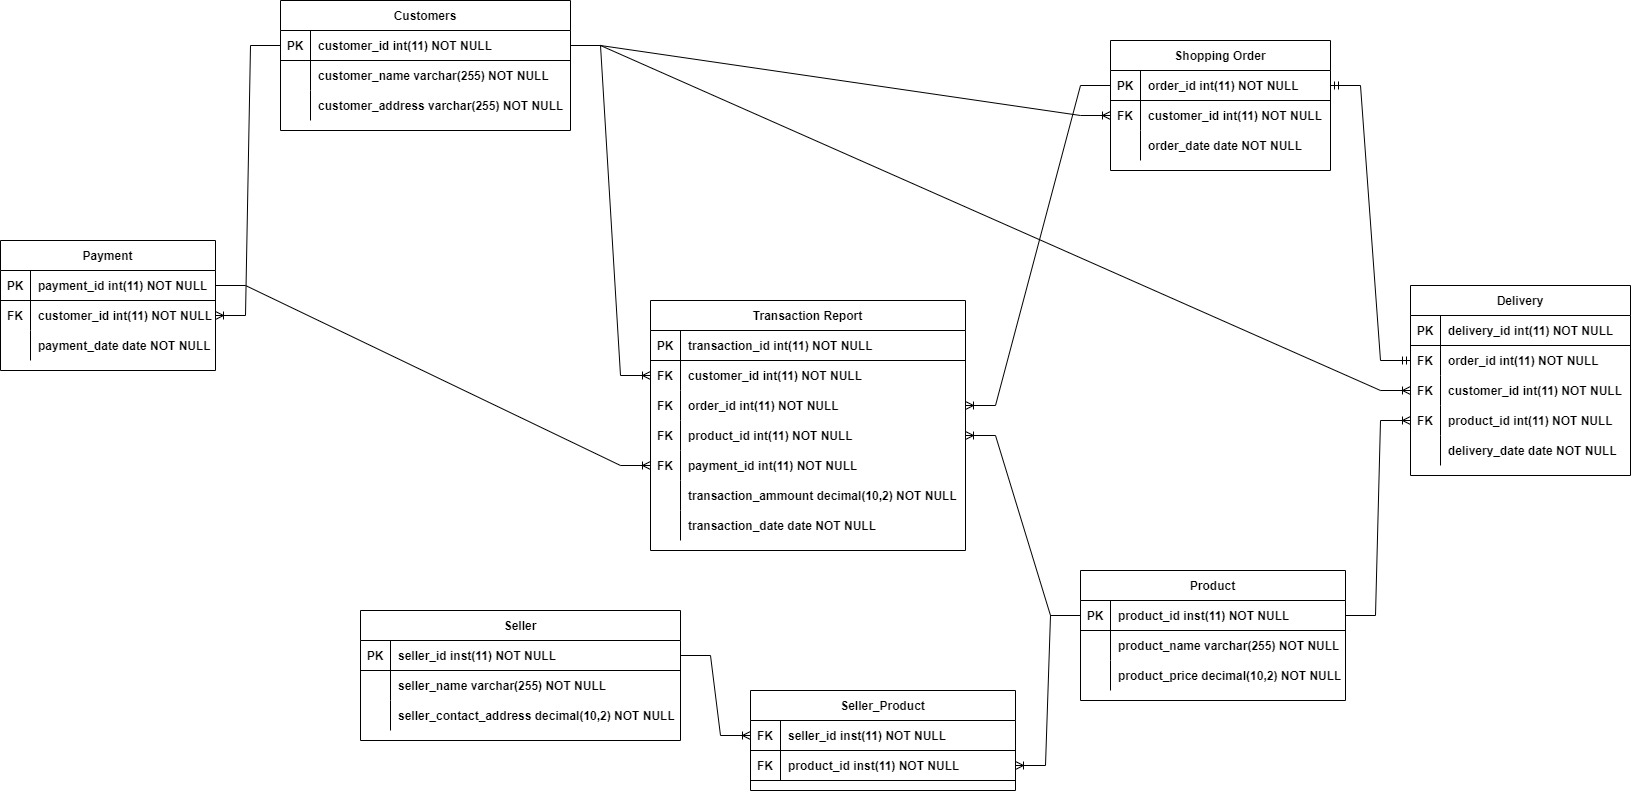 Customers
PK customer_id int(11) NOT NULL
customer_name varchar(255) NOT NULL
customer_address varchar(255) NOT NULL
Shopping Order
PK order_id int(11) NOT NULL
FK customer_id int(11) NOT NULL
order_date date NOT NULL
Payment
PK payment_id int(11) NOT NULL
FK customer_id int(11) NOT NULL
payment_date date NOT NULL
Transaction Report
PK transaction_id int(11) NOT NULL
FK customer_id int(11) NOT NULL
FK order_id int(11) NOT NULL
FK product_id int(11) NOT NULL
FK payment_id int(11) NOT NULL
transaction_ammount decimal(10,2) NOT NULL
transaction_date date NOT NULL
Delivery
PK delivery_id int(11) NOT NULL
FK order_id int(11) NOT NULL
FK customer_id int(11) NOT NULL
FK product_id int(11) NOT NULL
delivery_date date NOT NULL
Product
PK product_id inst(11) NOT NULL
product_name varchar(255) NOT NULL
product_price decimal(10,2) NOT NULL
Seller
PK seller_id inst(11) NOT NULL
seller_name varchar(255) NOT NULL
seller_contact_address decimal(10,2) NOT NULL
Seller_Product
FK seller_id inst(11) NOT NULL
FK product_id inst(11) NOT NULL